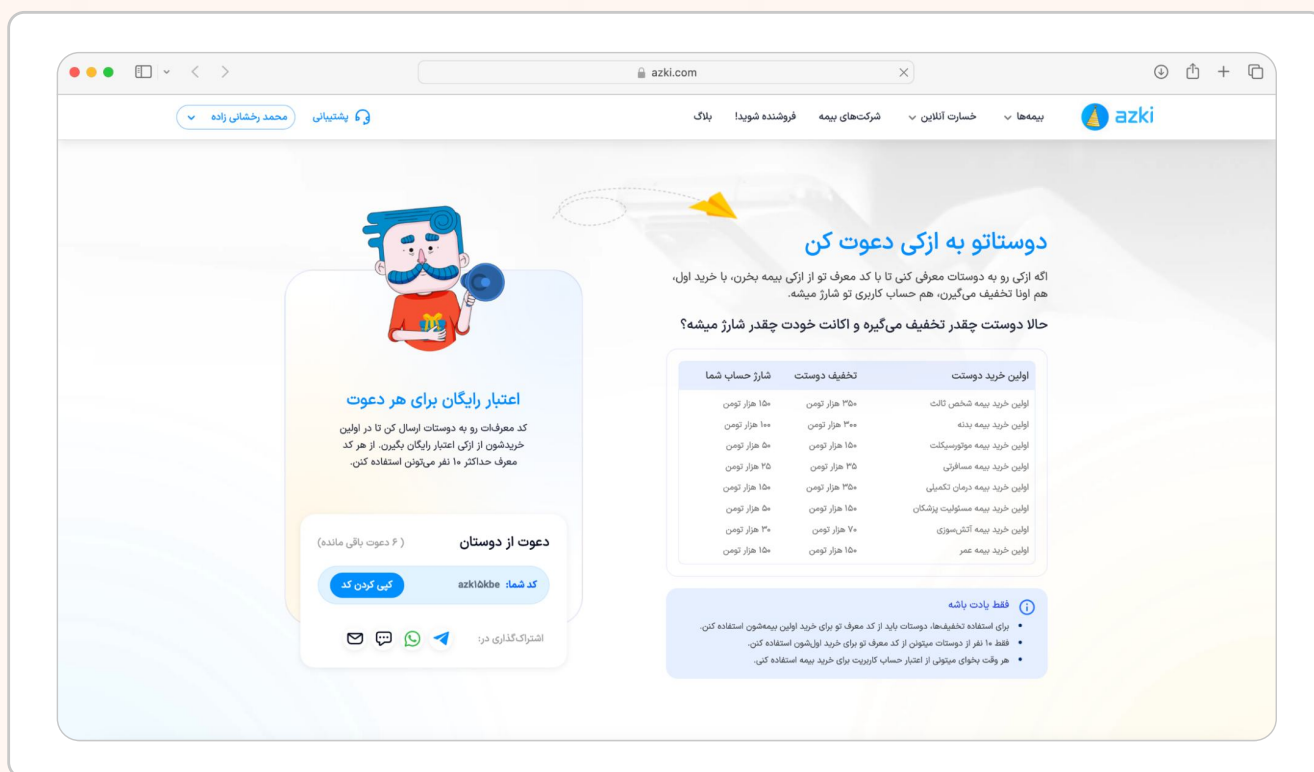 azki.com
azki
بیمه‌ها
خسارت آنلاین
شرکت‌های بیمه
فروشنده شوید!
بلاگ
پشتیبانی
محمد رخشانی زاده
دوستاتو به ازکی دعوت کن
اگه ازکی رو به دوستات معرفی کنی تا با کد معرف تو از ازکی بیمه بخرن، با خرید اول،
هم اونا تخفیف می‌گیرن، هم حساب کاربری تو شارژ میشه.
حالا دوستت چقدر تخفیف می‌گیره و اکانت خودت چقدر شارژ میشه؟
اولین خرید دوستت تخفیف دوستت شارژ حساب شما
اولین خرید بیمه شخص ثالث ۳۵۰ هزار تومن ۱۵۰ هزار تومن
اولین خرید بیمه بدنه ۳۰۰ هزار تومن ۱۰۰ هزار تومن
اولین خرید بیمه موتورسیکلت ۱۵۰ هزار تومن ۵۰ هزار تومن
اولین خرید بیمه مسافرتی ۳۵ هزار تومن ۲۵ هزار تومن
اولین خرید بیمه درمان تکمیلی ۳۵۰ هزار تومن ۱۵۰ هزار تومن
اولین خرید بیمه مسئولیت پزشکان ۱۵۰ هزار تومن ۵۰ هزار تومن
اولین خرید بیمه آتش‌سوزی ۷۰ هزار تومن ۳۰ هزار تومن
اولین خرید بیمه عمر ۱۵۰ هزار تومن ۱۵۰ هزار تومن
فقط یادت باشه
برای استفاده تخفیف‌ها، دوستات باید از کد معرف تو برای خرید اولین بیمه‌شون استفاده کنن.
فقط ۱۰ نفر از دوستات میتونن از کد معرف تو برای خرید اول‌شون استفاده کنن.
هر وقت بخوای میتونی از اعتبار حساب کاربریت برای خرید بیمه استفاده کنی.
اعتبار رایگان برای هر دعوت
کد معرف‌ات رو به دوستات ارسال کن تا در اولین
خریدشون از ازکی اعتبار رایگان بگیرن. از هر کد
معرف حداکثر ۱۰ نفر می‌تونن استفاده کنن.
دعوت از دوستان (۶ دعوت باقی مانده)
کد شما: azk۱۵kbe کپی کردن کد
اشتراک‌گذاری در: